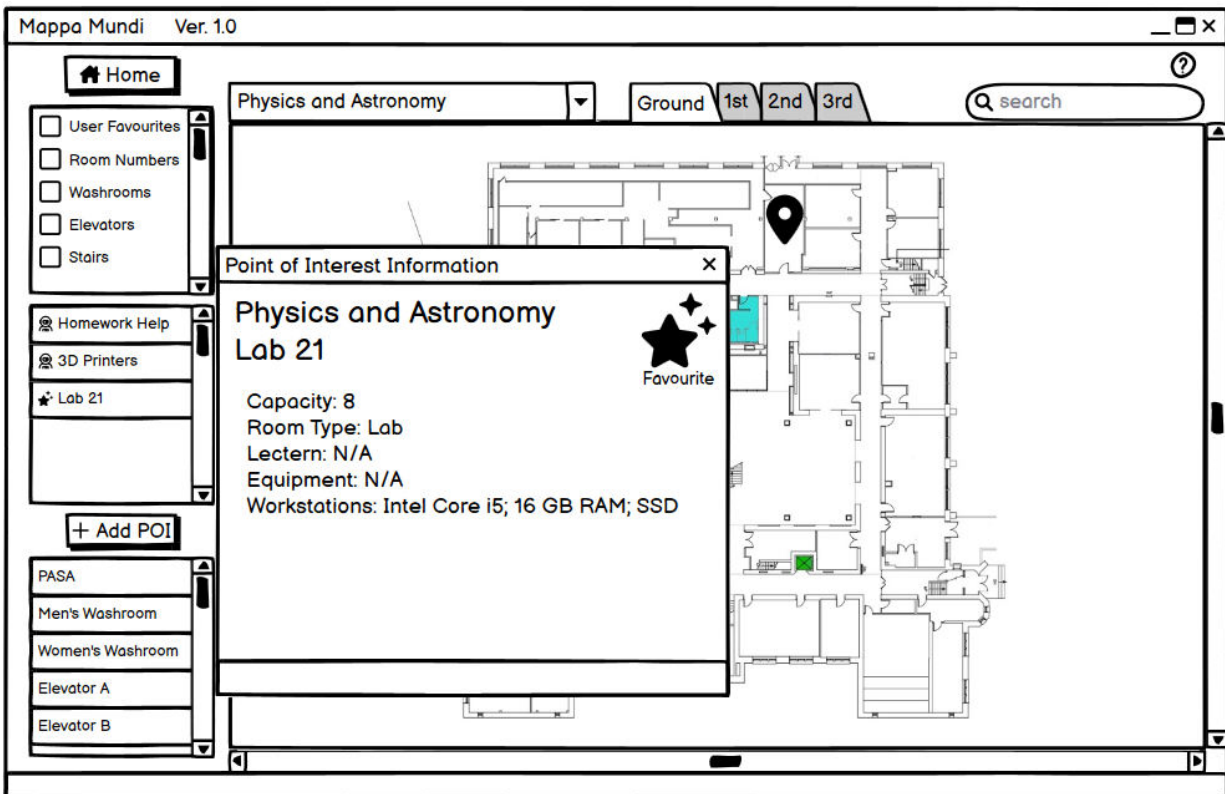 Mappa Mundi Ver. 1.0
Home
Physics and Astronomy
Ground 1st 2nd 3rd
search
User Favourites
Room Numbers
Washrooms
Elevators
Stairs
Homework Help
3D Printers
Lab 21
+ Add POI
PASA
Men's Washroom
Women's Washroom
Elevator A
Elevator B
Point of Interest Information
Physics and Astronomy
Lab 21
Favourite
Capacity: 8
Room Type: Lab
Lectern: N/A
Equipment: N/A
Workstations: Intel Core i5; 16 GB RAM; SSD